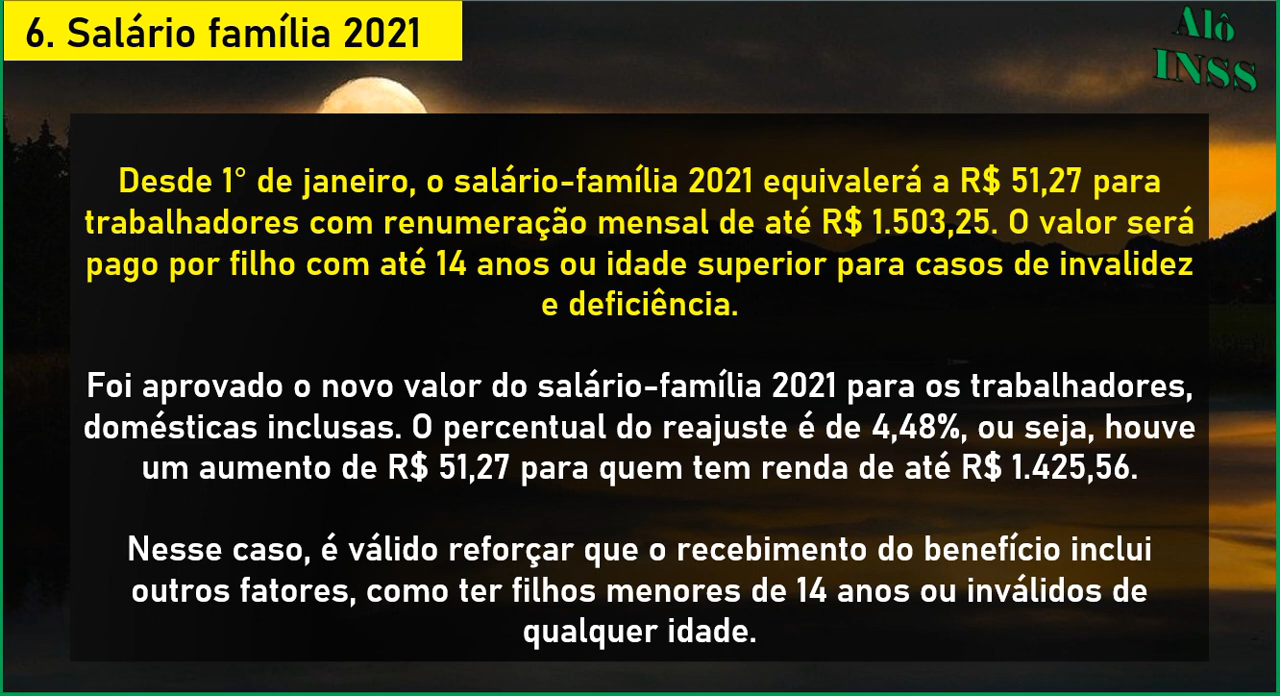 6. Salário família 2021
Alô
INSS
Desde 1° de janeiro, o salário-família 2021 equivalerá a R$ 51,27 para
trabalhadores com renumeração mensal de até R$ 1.503,25. O valor será
pago por filho com até 14 anos ou idade superior para casos de invalidez
e deficiência.
Foi aprovado o novo valor do salário-família 2021 para os trabalhadores,
domésticas inclusas. O percentual do reajuste é de 4,48%, ou seja, houve
um aumento de R$ 51,27 para quem tem renda de até R$ 1.425,56.
Nesse caso, é válido reforçar que o recebimento do benefício inclui
outros fatores, como ter filhos menores de 14 anos ou inválidos de
qualquer idade.